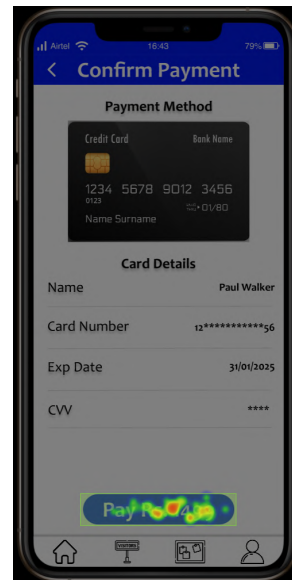 Airtel 16:43 79%
< Confirm Payment
Payment Method
Credit Card Bank Name
1234 5678 9012 3456
0123 01/80
Name Surname
Card Details
Name Paul Walker
Card Number 12***********56
Exp Date 31/01/2025
CVV ****
Pay